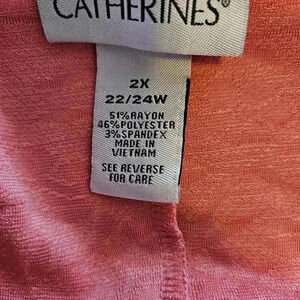 CATHERINES®
2X
22/24W
51%RAYON
46%POLYESTER
3%SPANDEX
MADE IN
VIETNAM
SEE REVERSE
FOR CARE